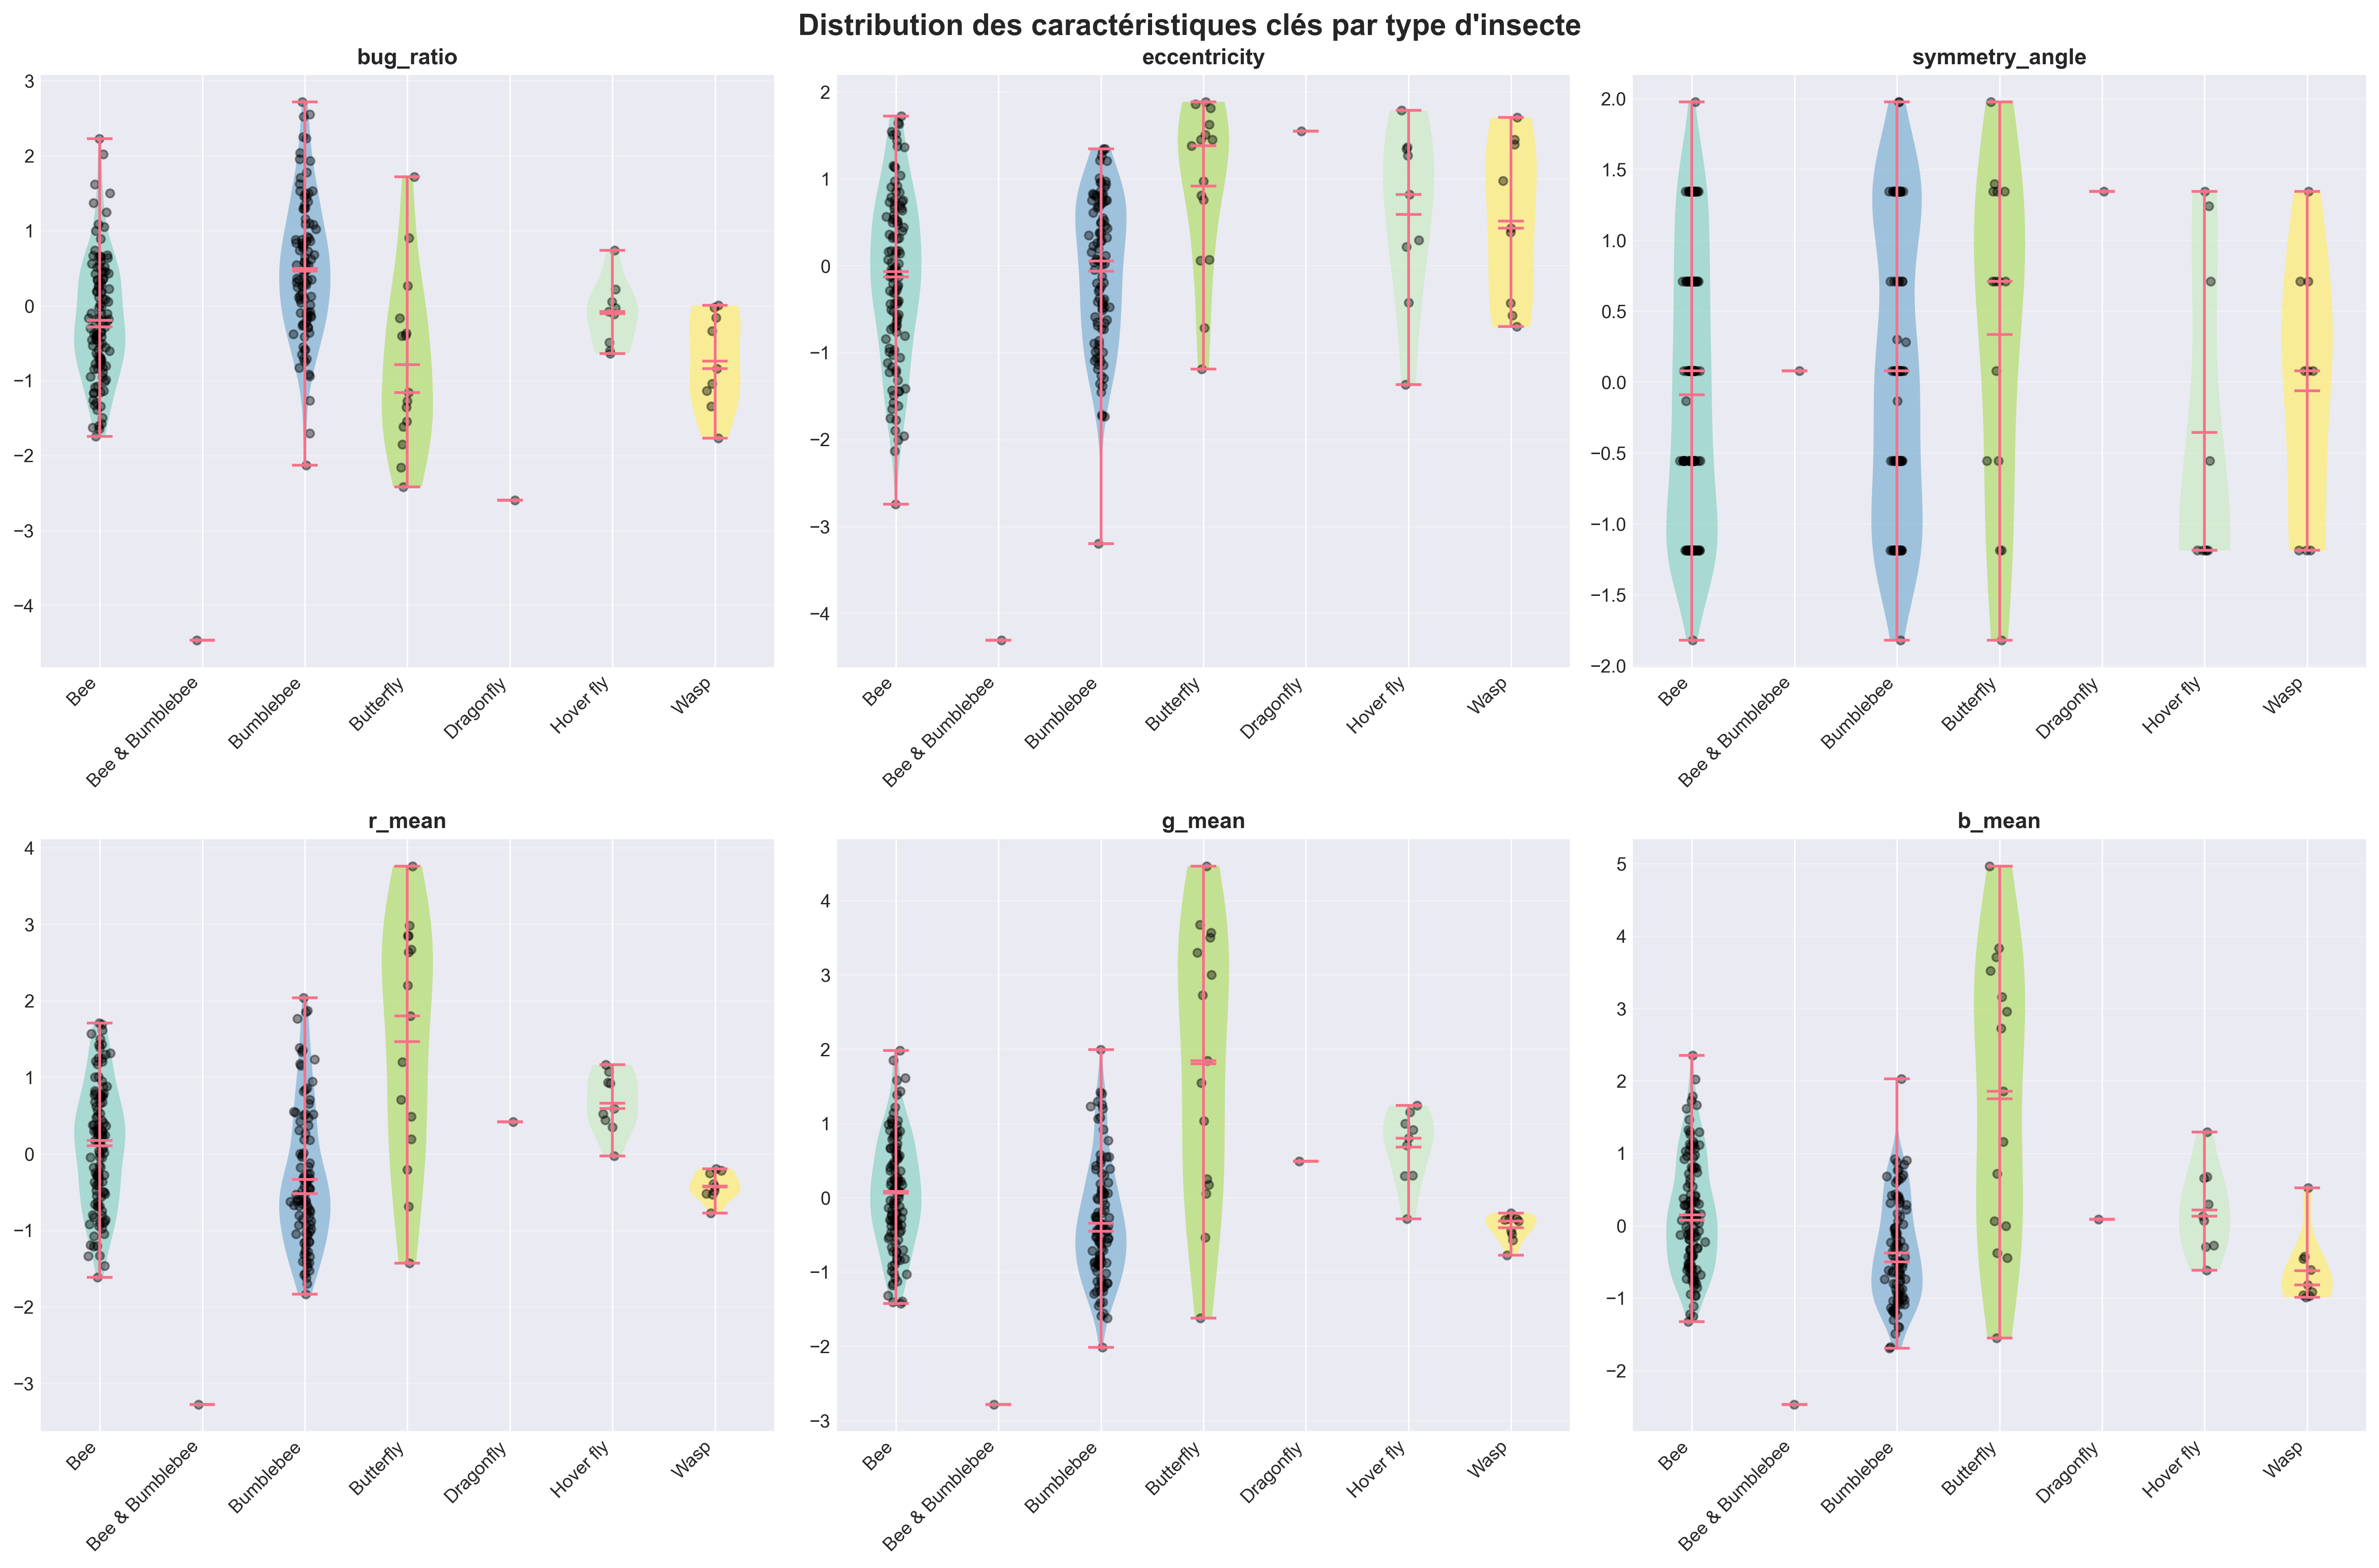 Distribution des caractéristiques clés par type d'insecte
bug_ratio
3
2
1
0
−1
−2
−3
−4
Bee
Bee & Bumblebee
Bumblebee
Butterfly
Dragonfly
Hover fly
Wasp
eccentricity
2
1
0
−1
−2
−3
−4
Bee
Bee & Bumblebee
Bumblebee
Butterfly
Dragonfly
Hover fly
Wasp
symmetry_angle
2.0
1.5
1.0
0.5
0.0
−0.5
−1.0
−1.5
−2.0
Bee
Bee & Bumblebee
Bumblebee
Butterfly
Dragonfly
Hover fly
Wasp
r_mean
4
3
2
1
0
−1
−2
−3
Bee
Bee & Bumblebee
Bumblebee
Butterfly
Dragonfly
Hover fly
Wasp
g_mean
4
3
2
1
0
−1
−2
−3
Bee
Bee & Bumblebee
Bumblebee
Butterfly
Dragonfly
Hover fly
Wasp
b_mean
5
4
3
2
1
0
−1
−2
Bee
Bee & Bumblebee
Bumblebee
Butterfly
Dragonfly
Hover fly
Wasp